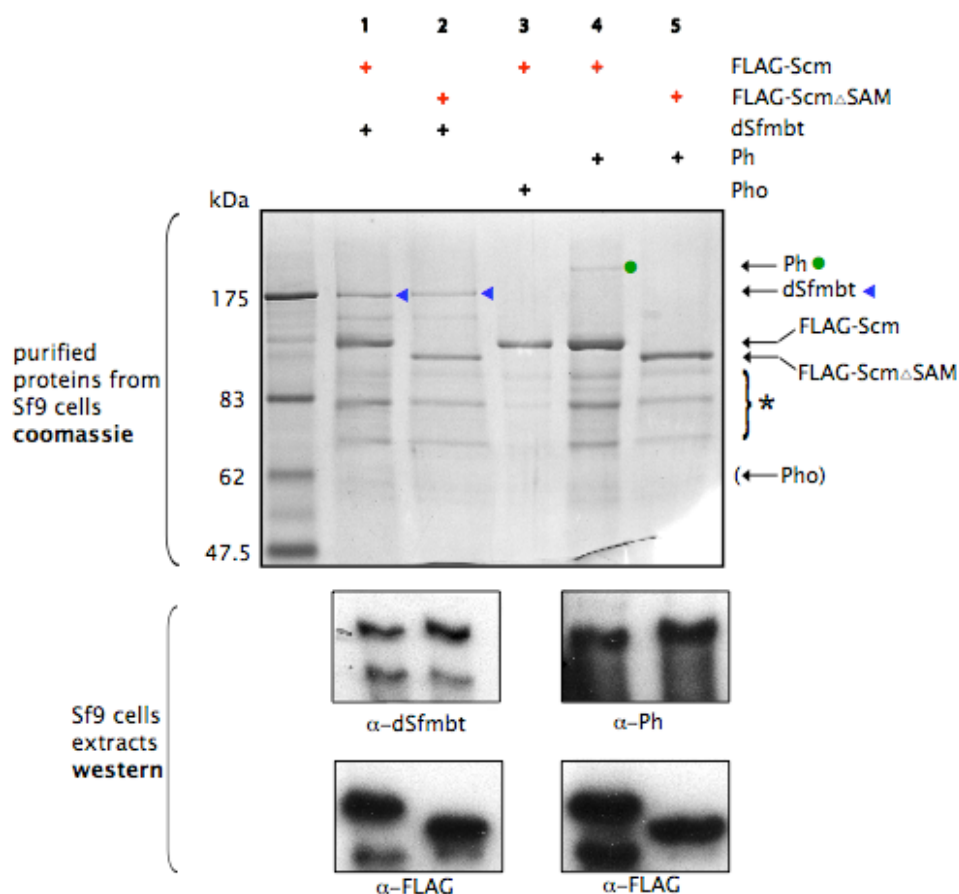 1 2 3 4 5
+ + + FLAG-Scm
+ + FLAG-Scm△SAM
+ + dSfmbt
+ + Ph
+ Pho
kDa
Ph
175
dSfmbt
FLAG-Scm
FLAG-Scm△SAM
purified
proteins from
Sf9 cells
coomassie
83
*
62
(Pho)
47.5
α-dSfmbt
α-Ph
Sf9 cells
extracts
western
α-FLAG
α-FLAG